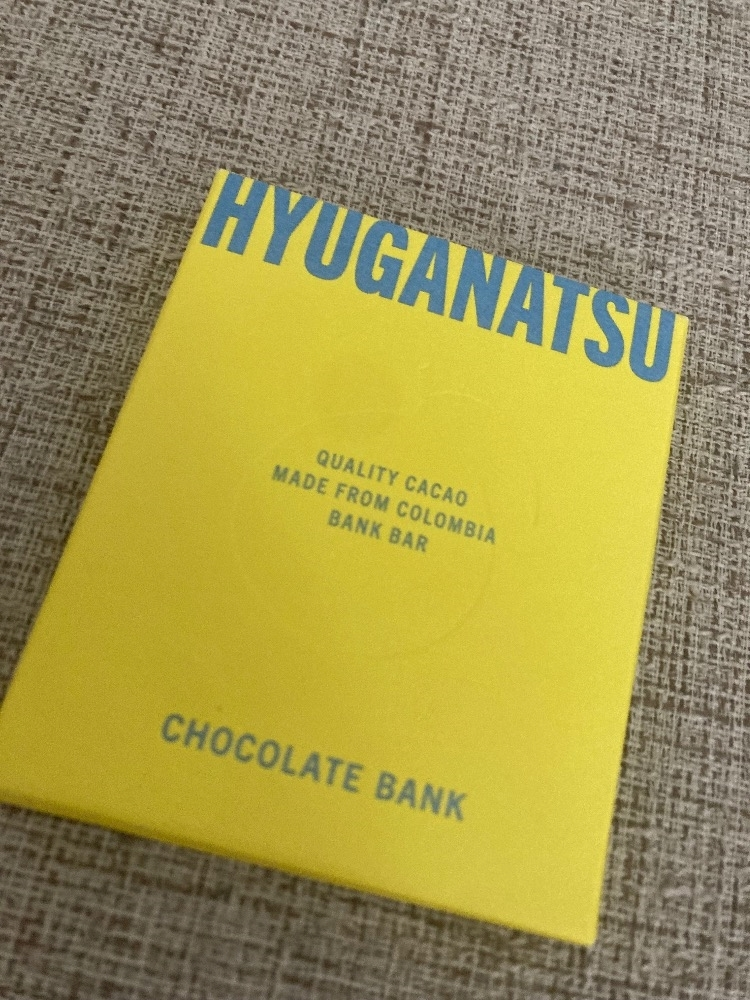 HYUGANATSU
QUALITY CACAO
MADE FROM COLOMBIA
BANK BAR
CHOCOLATE BANK